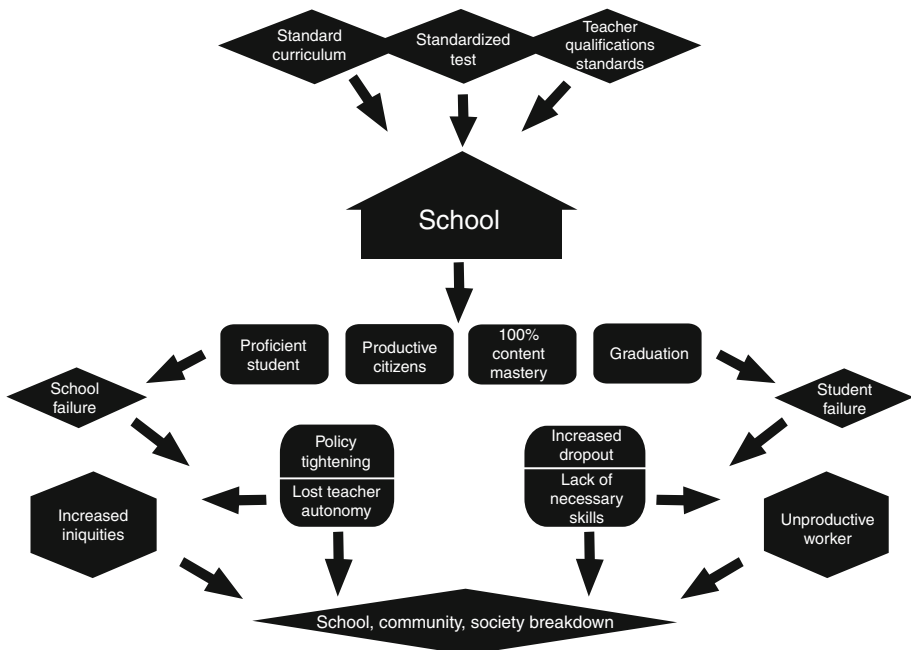 Standard
curriculum
Standardized
test
Teacher
qualifications
standards
School
Proficient
student
Productive
citizens
100%
content
mastery
Graduation
School
failure
Student
failure
Policy
tightening
Lost teacher
autonomy
Increased
dropout
Lack of
necessary
skills
Increased
iniquities
Unproductive
worker
School, community, society breakdown